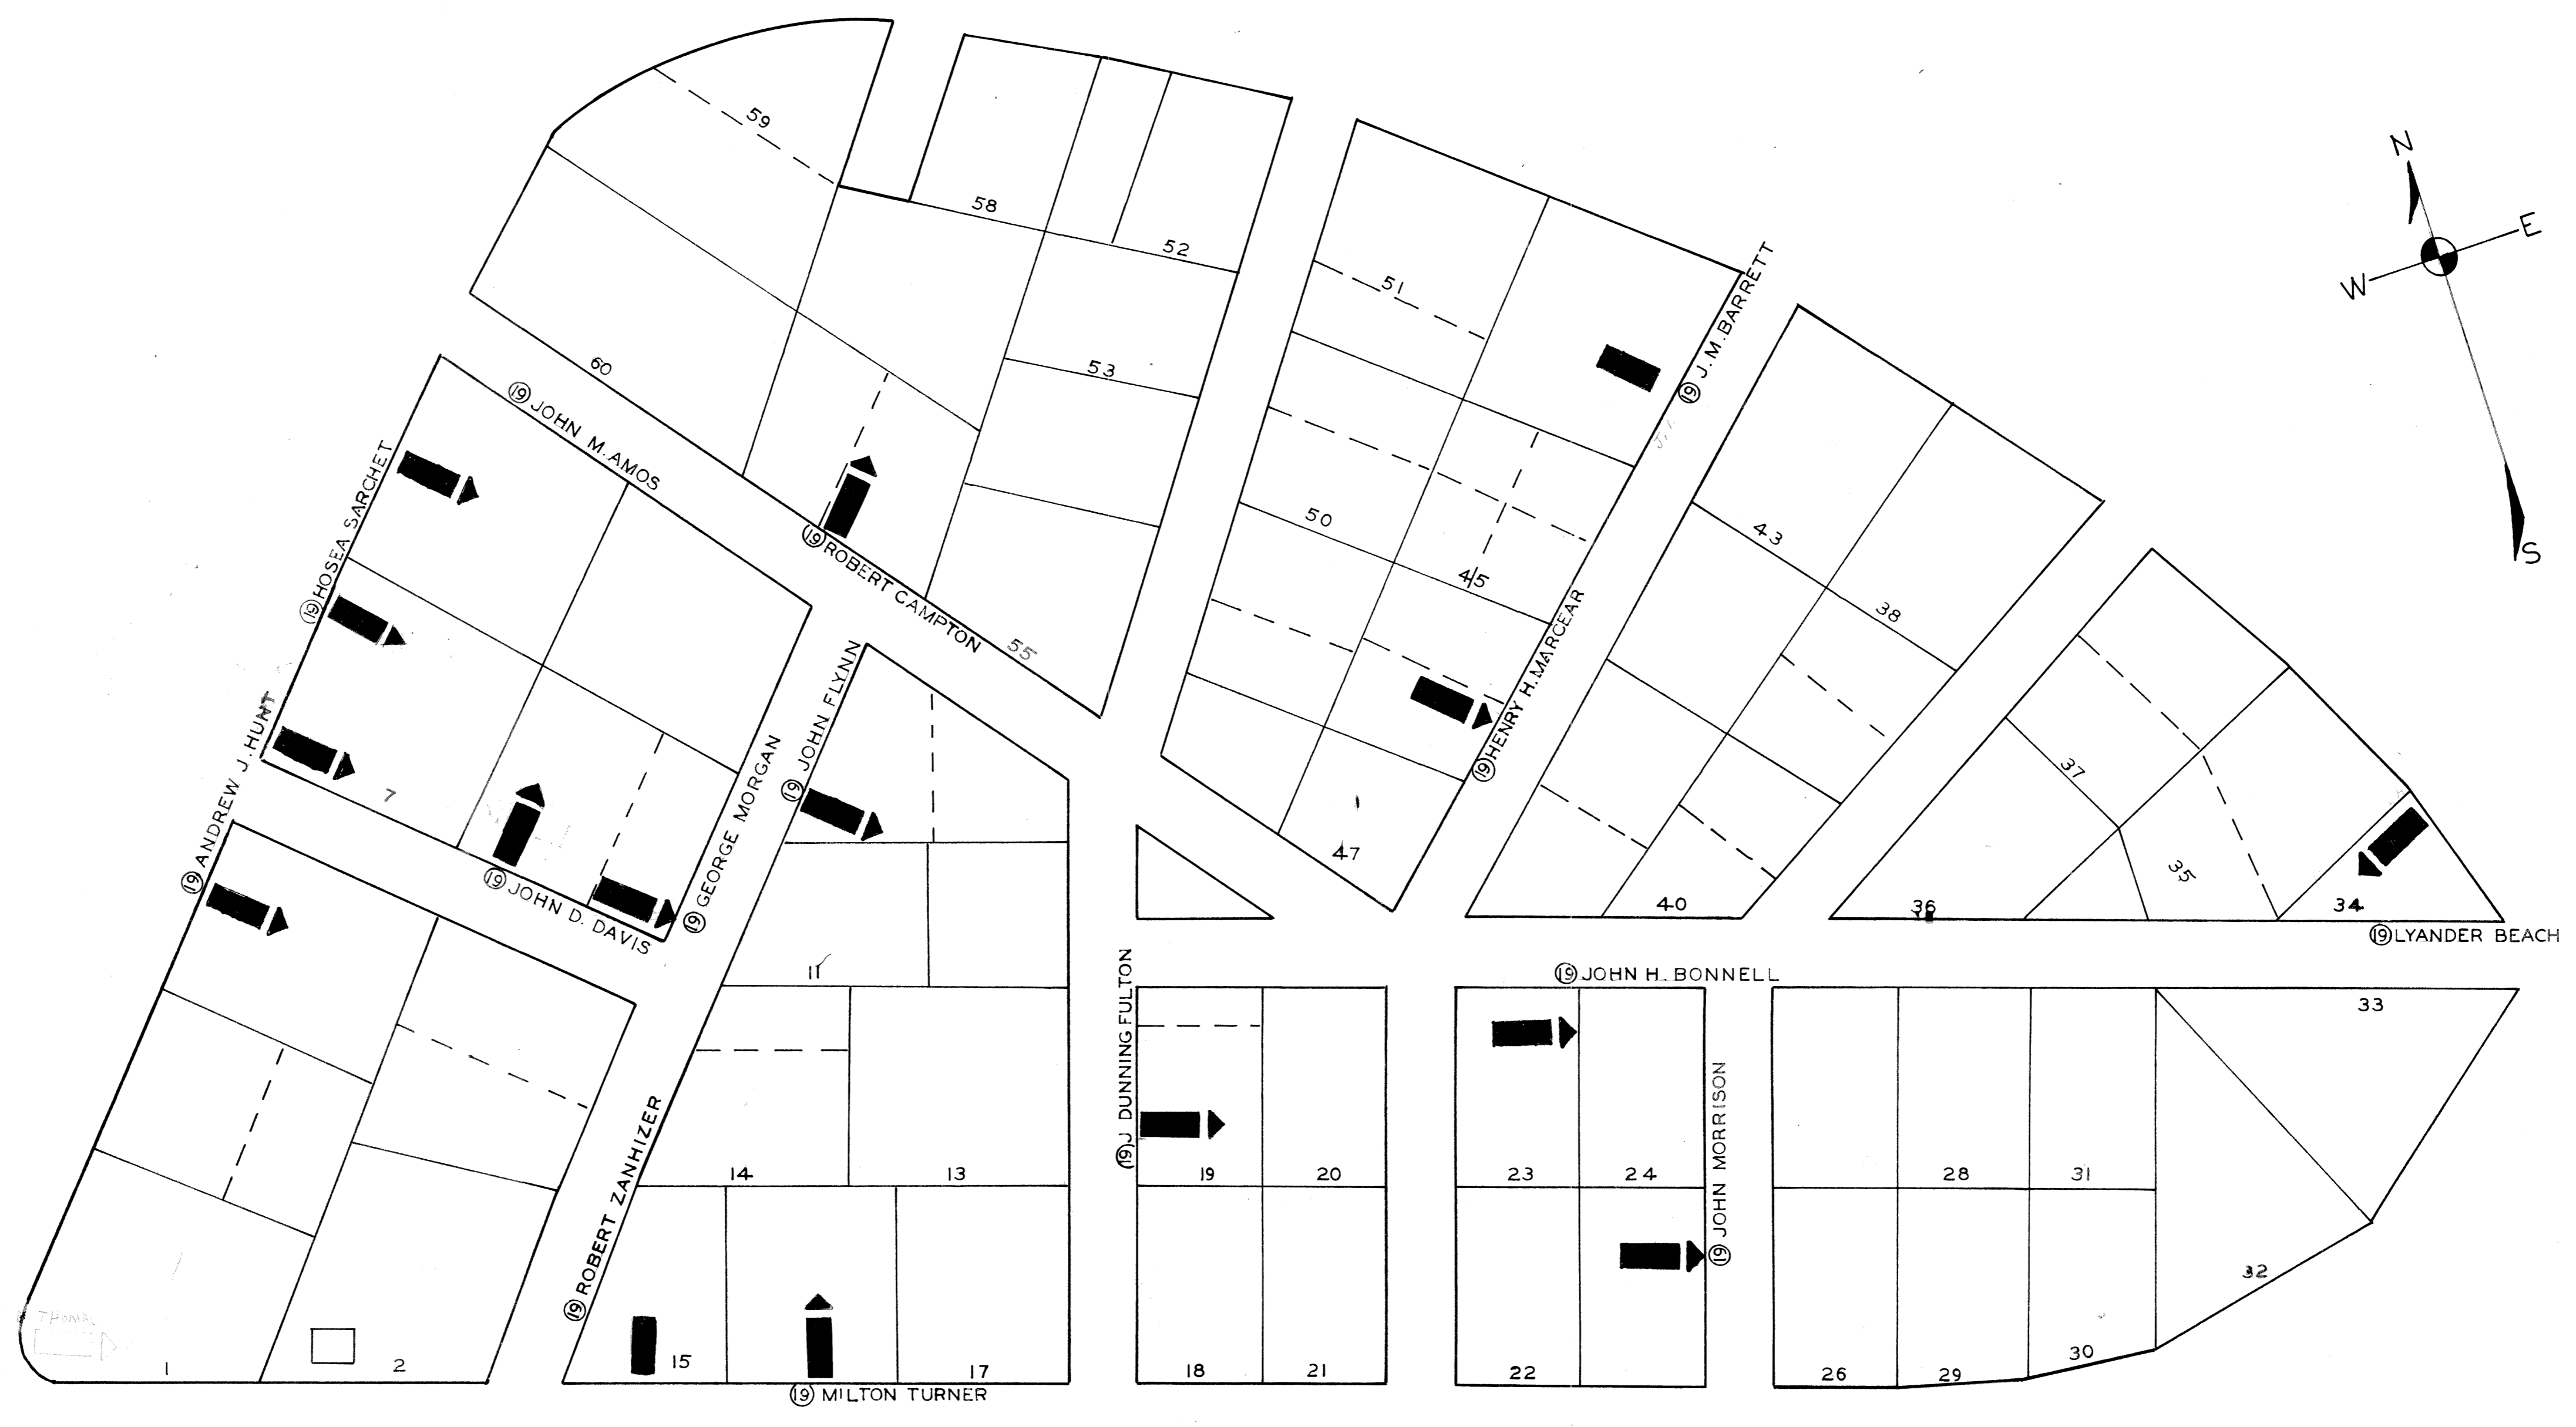 59
58
52
53
60
⑲ JOHN M. AMOS
⑲ ROBERT CAMPTON
55
51
50
45
47
⑲ J. M. BARRETT
⑲ HENRY H. MARCEAR
43
38
40
N
E
W
S
37
35
36
34
⑲ LYANDER BEACH
⑲ HOSEA SARCHET
⑲ ANDREW J. HUNT
7
⑲ JOHN D. DAVIS
⑲ GEORGE MORGAN
⑲ JOHN FLYNN
11
14
13
⑲ ROBERT ZANHIZER
15
17
⑲ MILTON TURNER
THOMA
1
2
⑲ J DUNNING FULTON
19
20
18
21
⑲ JOHN H. BONNELL
23
24
22
⑲ JOHN MORRISON
28
31
33
26
29
30
32